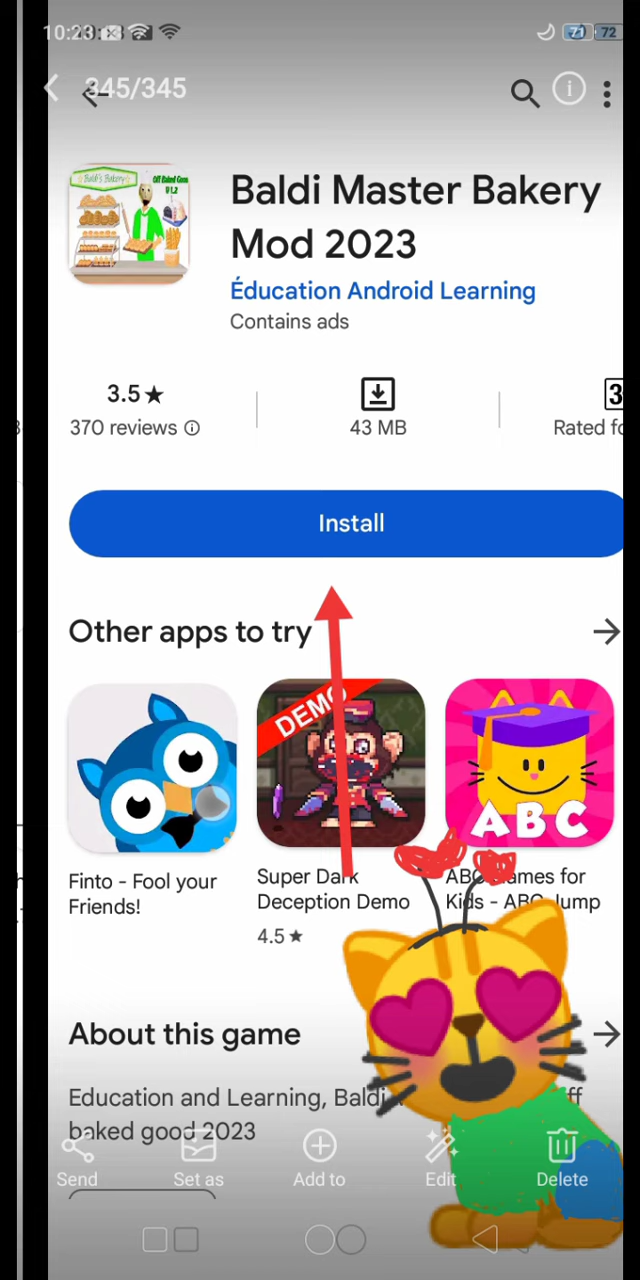 345/345
Baldi Master Bakery
Mod 2023
Éducation Android Learning
Contains ads
3.5★
370 reviews
43 MB
Rated
Install
Other apps to try
DEMO
ABC
Finto - Fool your
Friends!
Super Dark
Deception Demo
4.5★
ABC Games for
Kids - ABC Jump
About this game
Education and Learning, Baldi
baked good 2023
Send
Set as
Add to
Edit
Delete